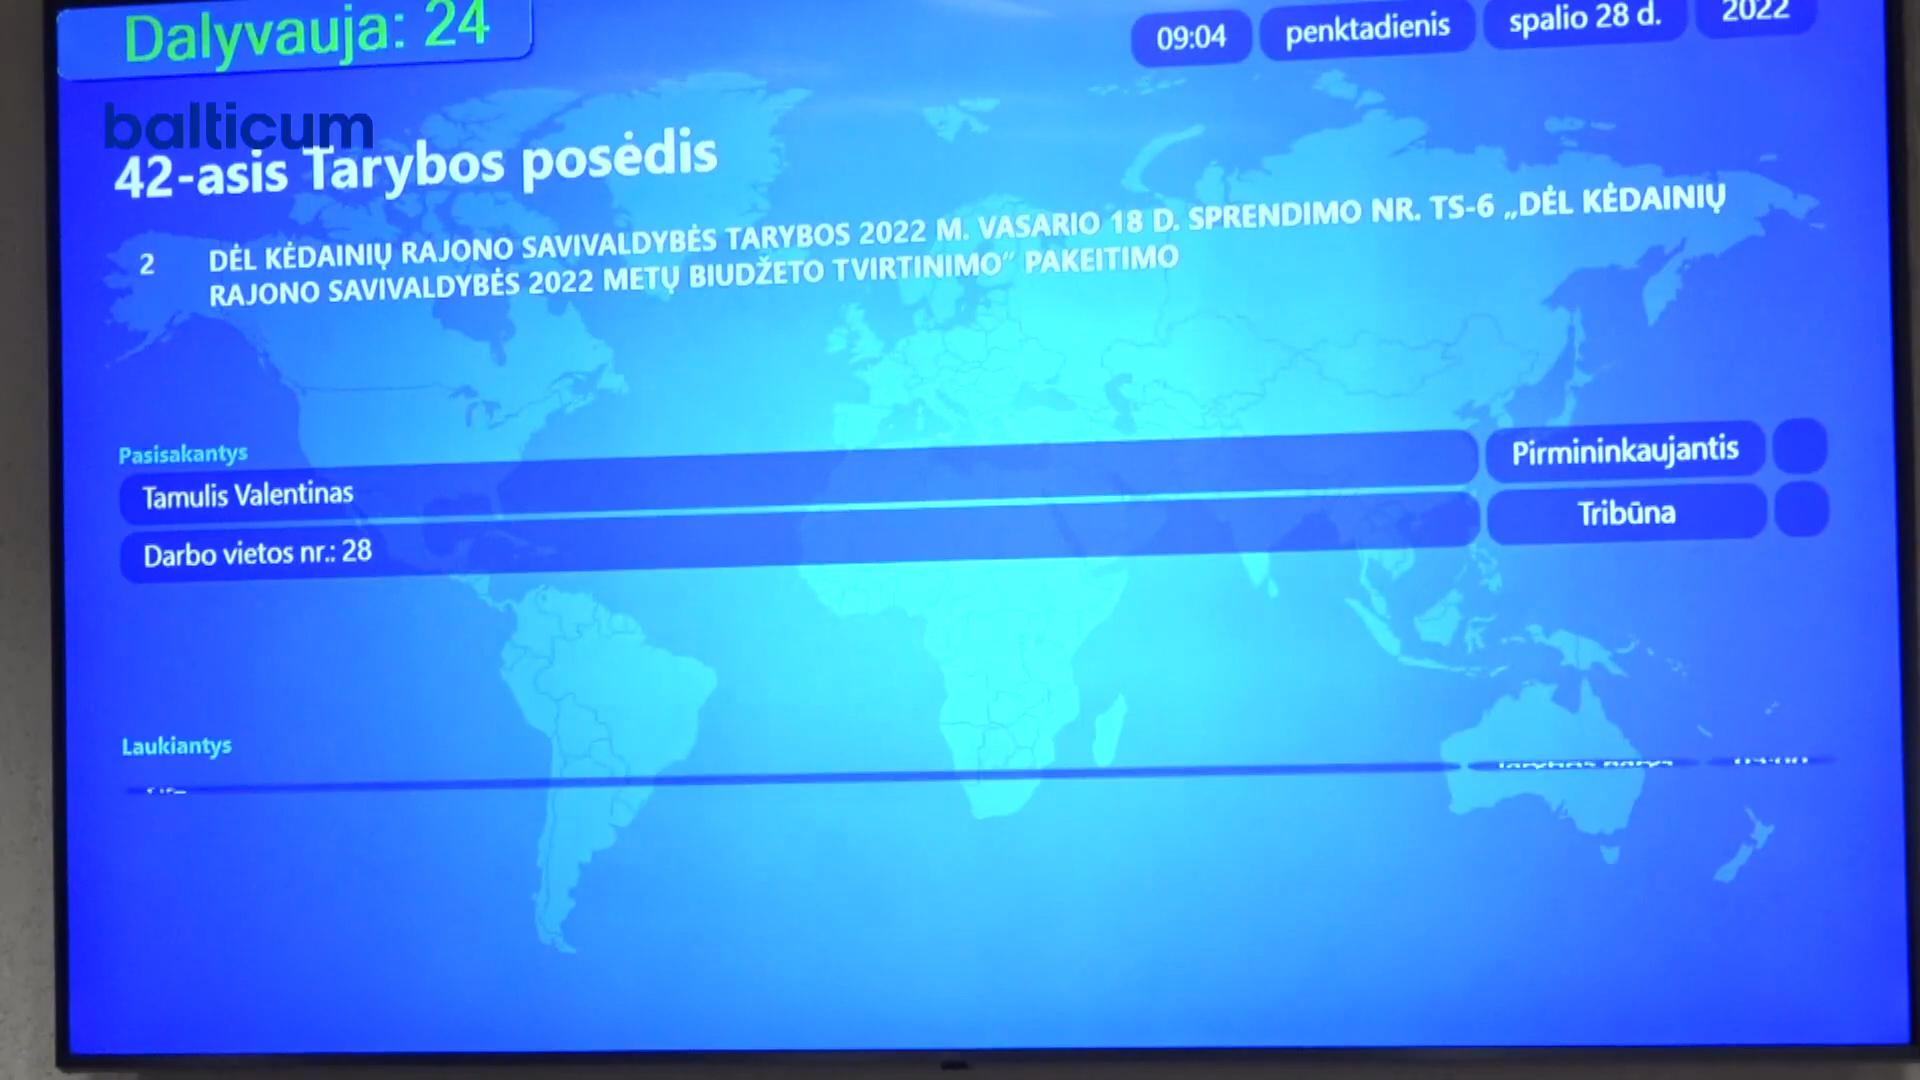 Dalyvauja: 24
09:04 penktadienis spalio 28 d. 2022
balticum
42-asis Tarybos posėdis
2 DĖL KĖDAINIŲ RAJONO SAVIVALDYBĖS TARYBOS 2022 M. VASARIO 18 D. SPRENDIMO NR. TS-6 „DĖL KĖDAINIŲ
RAJONO SAVIVALDYBĖS 2022 METŲ BIUDŽETO TVIRTINIMO” PAKEITIMO
Pasisakantys
Tamulis Valentinas Pirmininkaujantis
Darbo vietos nr.: 28 Tribūna
Laukiantys